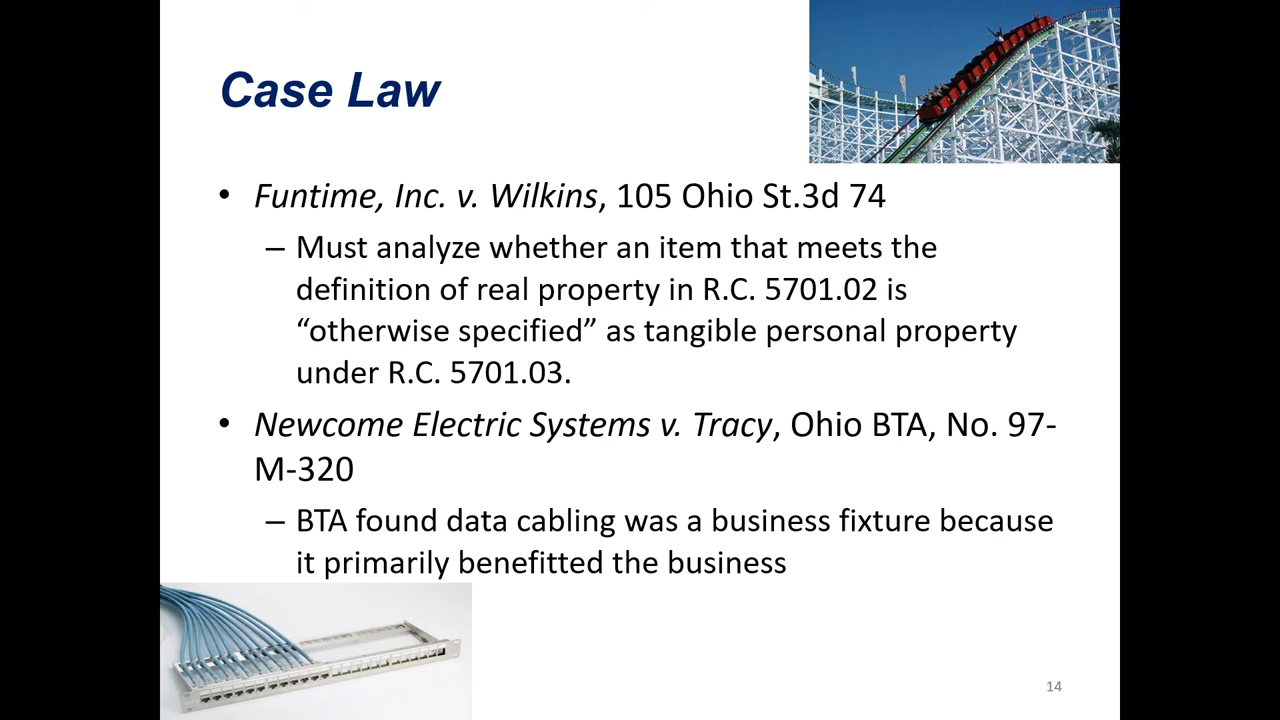 Case Law
• Funtime, Inc. v. Wilkins, 105 Ohio St.3d 74
– Must analyze whether an item that meets the
definition of real property in R.C. 5701.02 is
“otherwise specified” as tangible personal property
under R.C. 5701.03.
• Newcome Electric Systems v. Tracy, Ohio BTA, No. 97-
M-320
– BTA found data cabling was a business fixture because
it primarily benefitted the business
14